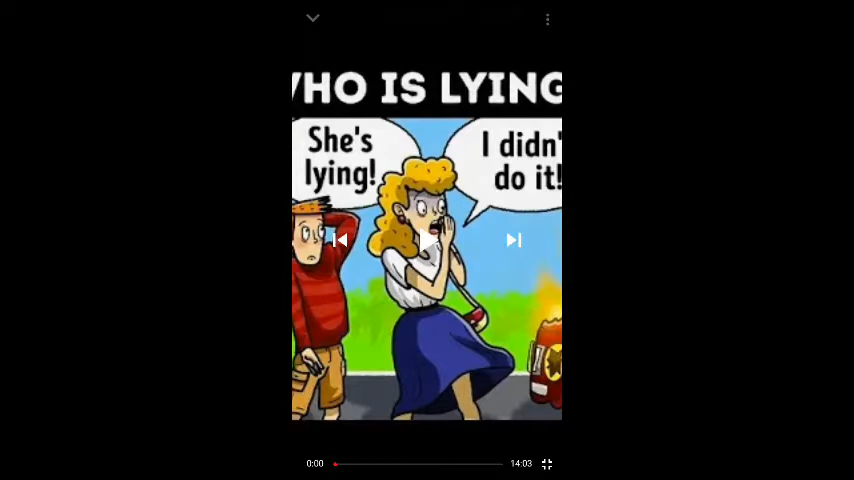 WHO IS LYING
She's
lying!
I didn'
do it!
0:00
14:03